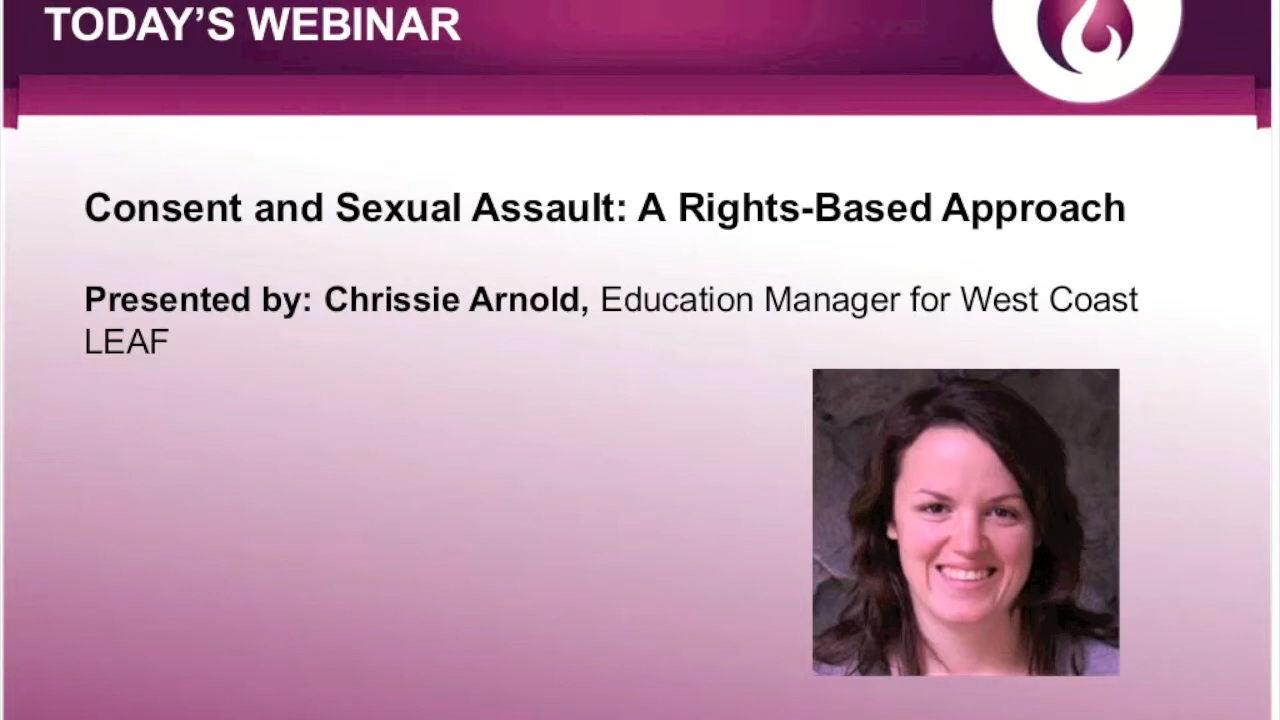 TODAY’S WEBINAR
Consent and Sexual Assault: A Rights-Based Approach
Presented by: Chrissie Arnold, Education Manager for West Coast
LEAF